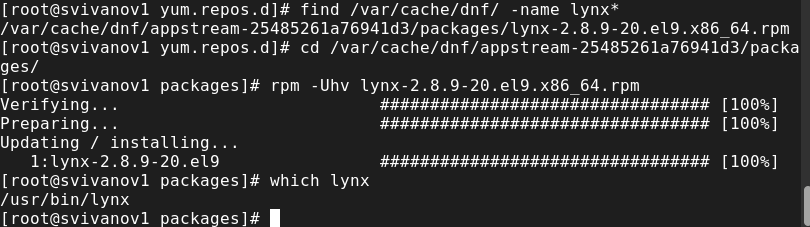 [root@svivanov1 yum.repos.d]# find /var/cache/dnf/ -name lynx*
/var/cache/dnf/appstream-25485261a76941d3/packages/lynx-2.8.9-20.el9.x86_64.rpm
[root@svivanov1 yum.repos.d]# cd /var/cache/dnf/appstream-25485261a76941d3/packa
ges/
[root@svivanov1 packages]# rpm -Uhv lynx-2.8.9-20.el9.x86_64.rpm
Verifying...                          ################################# [100%]
Preparing...                          ################################# [100%]
Updating / installing...
   1:lynx-2.8.9-20.el9                ################################# [100%]
[root@svivanov1 packages]# which lynx
/usr/bin/lynx
[root@svivanov1 packages]#